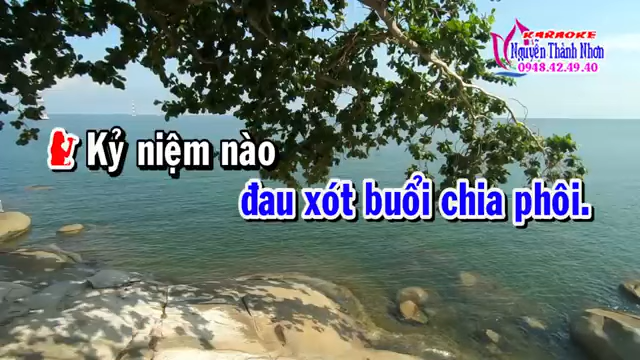 KARAOKE
Nguyễn Thành Nhơn
0948.42.49.40
Kỷ niệm nào
đau xót buổi chia phôi.